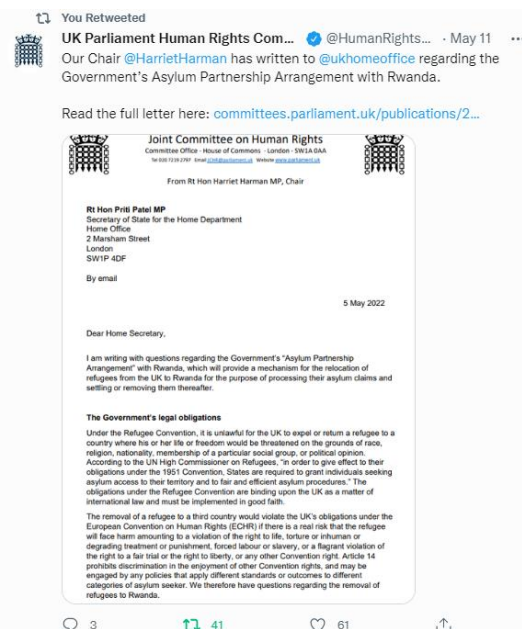 You Retweeted
UK Parliament Human Rights Com... @HumanRights... · May 11 ...
Our Chair @HarrietHarman has written to @ukhomeoffice regarding the
Government's Asylum Partnership Arrangement with Rwanda.
Read the full letter here: committees.parliament.uk/publications/2...
Joint Committee on Human Rights
Committee Office - House of Commons - London - SW1A 0AA
Tel 020 7219 2797 Email jchr@parliament.uk Website www.parliament.uk
From Rt Hon Harriet Harman MP, Chair
Rt Hon Priti Patel MP
Secretary of State for the Home Department
Home Office
2 Marsham Street
London
SW1P 4DF
By email
5 May 2022
Dear Home Secretary,
I am writing with questions regarding the Government's "Asylum Partnership
Arrangement" with Rwanda, which will provide a mechanism for the relocation of
refugees from the UK to Rwanda for the purpose of processing their asylum claims and
settling or removing them thereafter.
The Government's legal obligations
Under the Refugee Convention, it is unlawful for the UK to expel or return a refugee to a
country where his or her life or freedom would be threatened on the grounds of race,
religion, nationality, membership of a particular social group, or political opinion.
According to the UN High Commissioner on Refugees, "in order to give effect to their
obligations under the 1951 Convention, States are required to grant individuals seeking
asylum access to their territory and to fair and efficient asylum procedures." The
obligations under the Refugee Convention are binding upon the UK as a matter of
international law and must be implemented in good faith.
The removal of a refugee to a third country would violate the UK's obligations under the
European Convention on Human Rights (ECHR) if there is a real risk that the refugee
will face harm amounting to a violation of the right to life, torture or inhuman or
degrading treatment or punishment, forced labour or slavery, or a flagrant violation of
the right to a fair trial or the right to liberty, or any other Convention right. Article 14
prohibits discrimination in the enjoyment of other Convention rights, and may be
engaged by any policies that apply different standards or outcomes to different
categories of asylum seeker. We therefore have questions regarding the removal of
refugees to Rwanda.
3 41 61